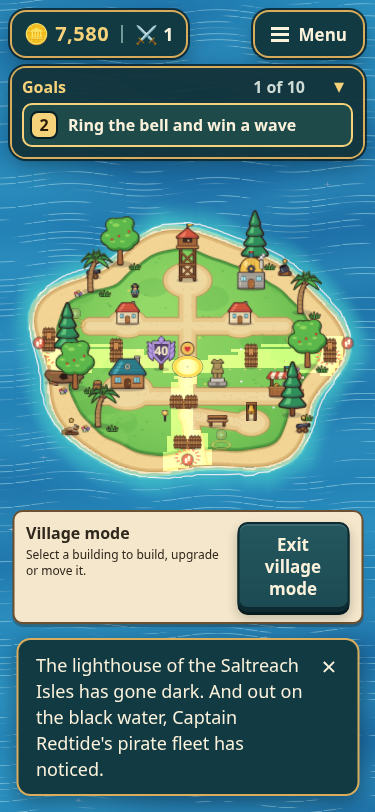 7,580
1
Menu
Goals
1 of 10
2
Ring the bell and win a wave
40
Village mode
Select a building to build, upgrade
or move it.
Exit
village
mode
The lighthouse of the Saltreach
Isles has gone dark. And out on
the black water, Captain
Redtide's pirate fleet has
noticed.